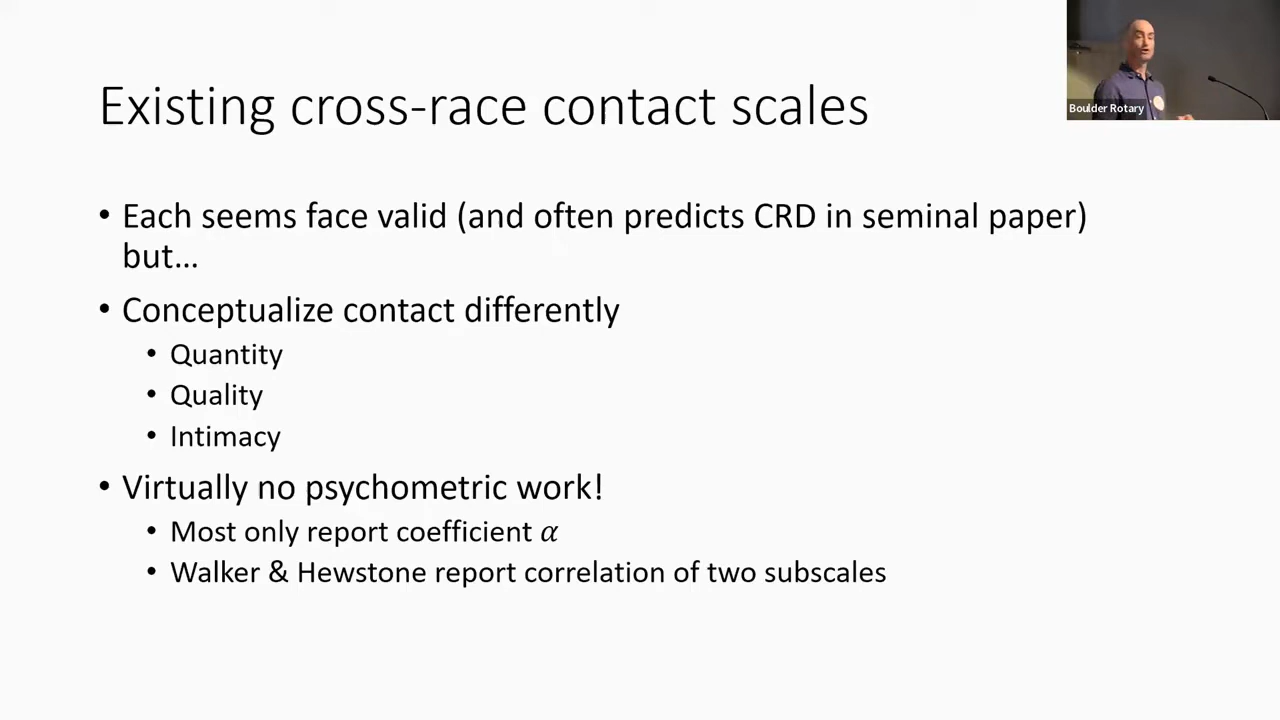 Existing cross-race contact scales
Boulder Rotary
• Each seems face valid (and often predicts CRD in seminal paper)
but…
• Conceptualize contact differently
• Quantity
• Quality
• Intimacy
• Virtually no psychometric work!
• Most only report coefficient α
• Walker & Hewstone report correlation of two subscales